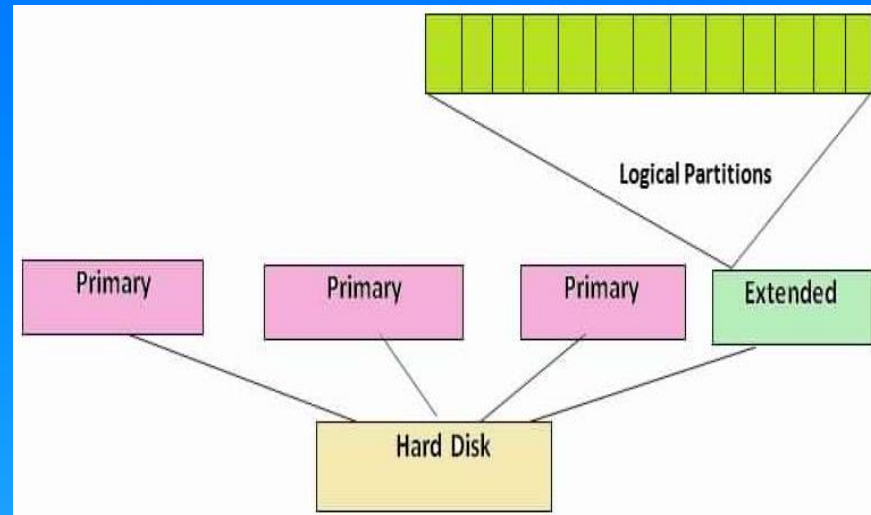 Logical Partitions
Primary
Primary
Primary
Extended
Hard Disk